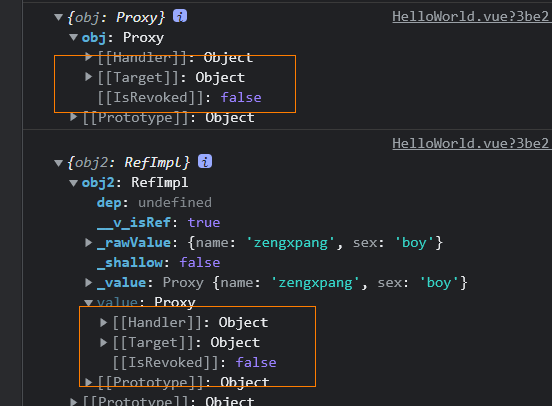 {obj: Proxy} i HelloWorld.vue?3be2
obj: Proxy
[[Handler]]: Object
[[Target]]: Object
[[IsRevoked]]: false
[[Prototype]]: Object
HelloWorld.vue?3be2
{obj2: RefImpl} i
obj2: RefImpl
dep: undefined
__v_isRef: true
_rawValue: {name: 'zengxpang', sex: 'boy'}
_shallow: false
_value: Proxy {name: 'zengxpang', sex: 'boy'}
value: Proxy
[[Handler]]: Object
[[Target]]: Object
[[IsRevoked]]: false
[[Prototype]]: Object
[[Prototype]]: Object